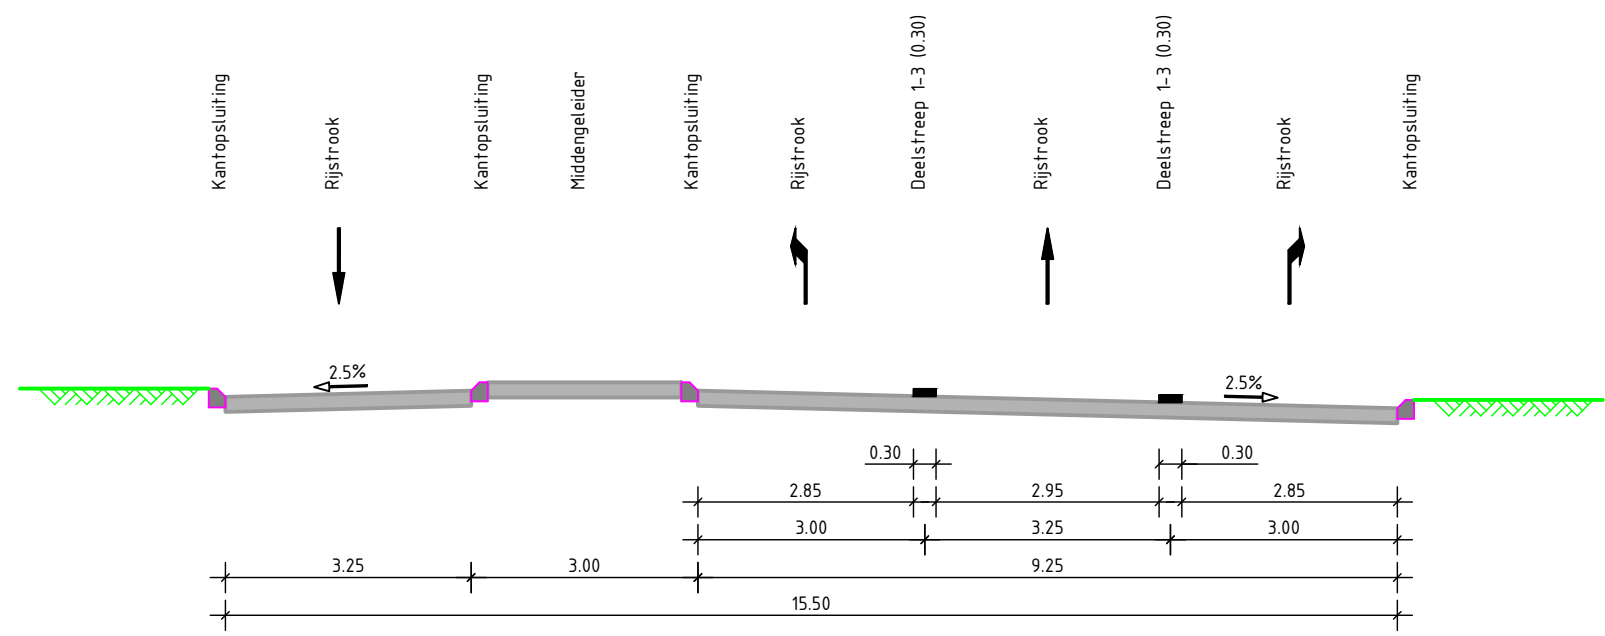 Kantopsluiting
Rijstrook
Kantopsluiting
Middengeleider
Kantopsluiting
Rijstrook
Deelstreep 1-3 (0.30)
Rijstrook
Deelstreep 1-3 (0.30)
Rijstrook
Kantopsluiting
2.5%
2.5%
0.30
0.30
2.85
2.95
2.85
3.00
3.25
3.00
3.25
3.00
9.25
15.50